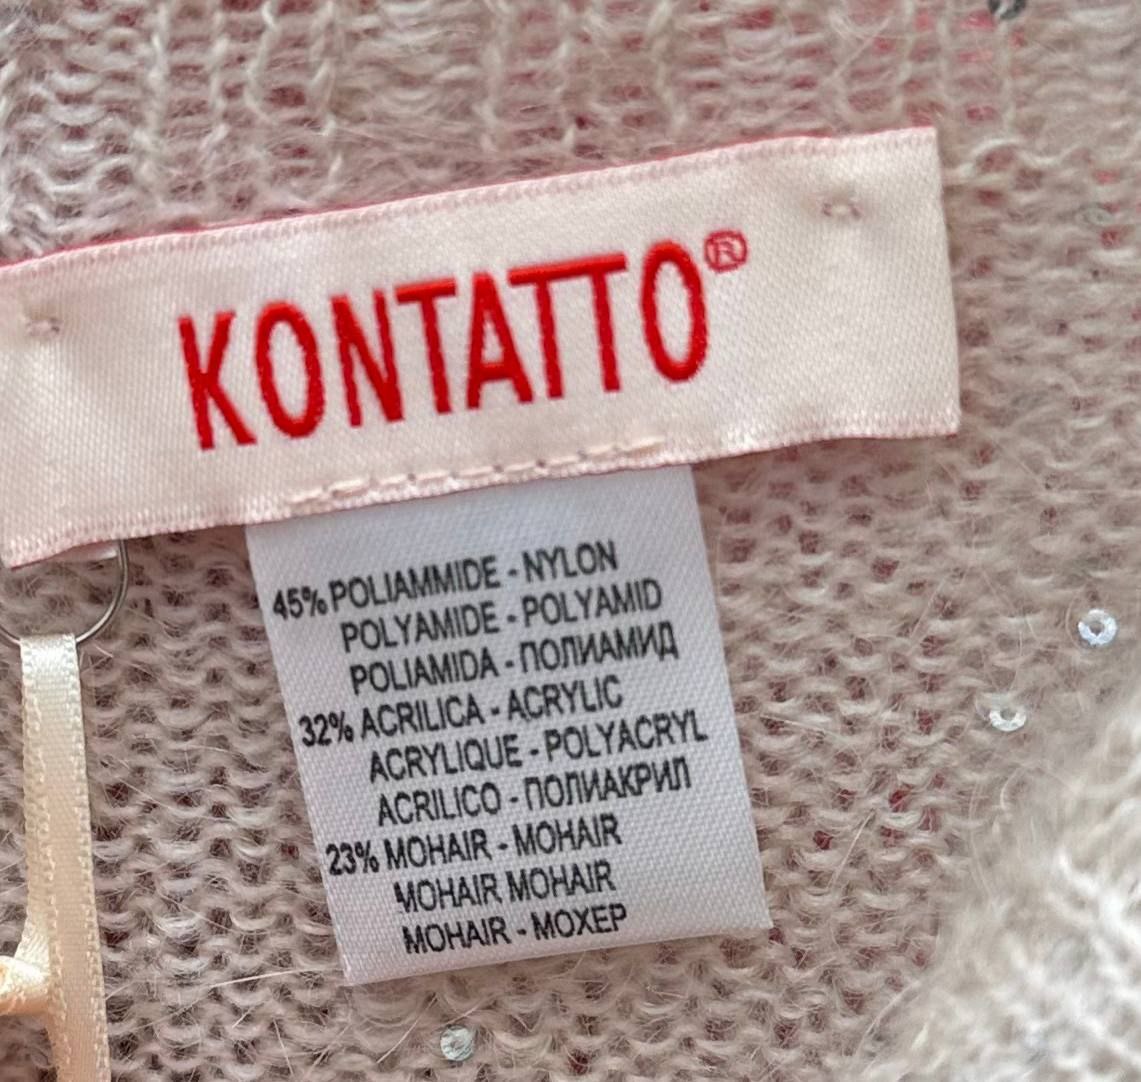 KONTATTO®
45% POLIAMMIDE - NYLON
POLYAMIDE - POLYAMID
POLIAMIDA - ПОЛИАМИД
32% ACRILICA - ACRYLIC
ACRYLIQUE - POLYACRYL
ACRILICO - ПОЛИАКРИЛ
23% MOHAIR - MOHAIR
MOHAIR MOHAIR
MOHAIR - МОХЕР